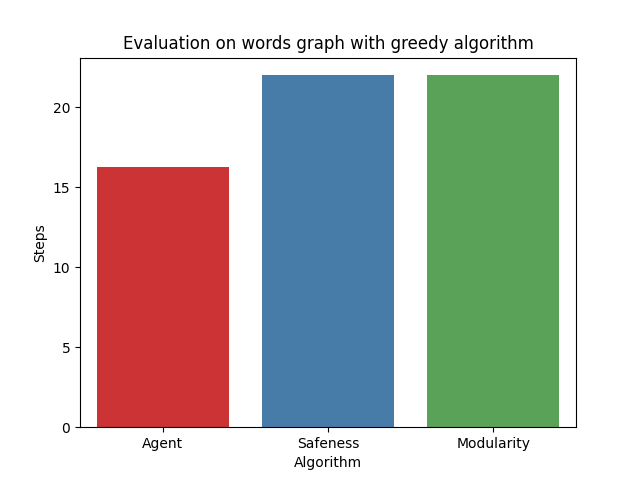 Evaluation on words graph with greedy algorithm
Steps
20
15
10
5
0
Agent
Safeness
Modularity
Algorithm